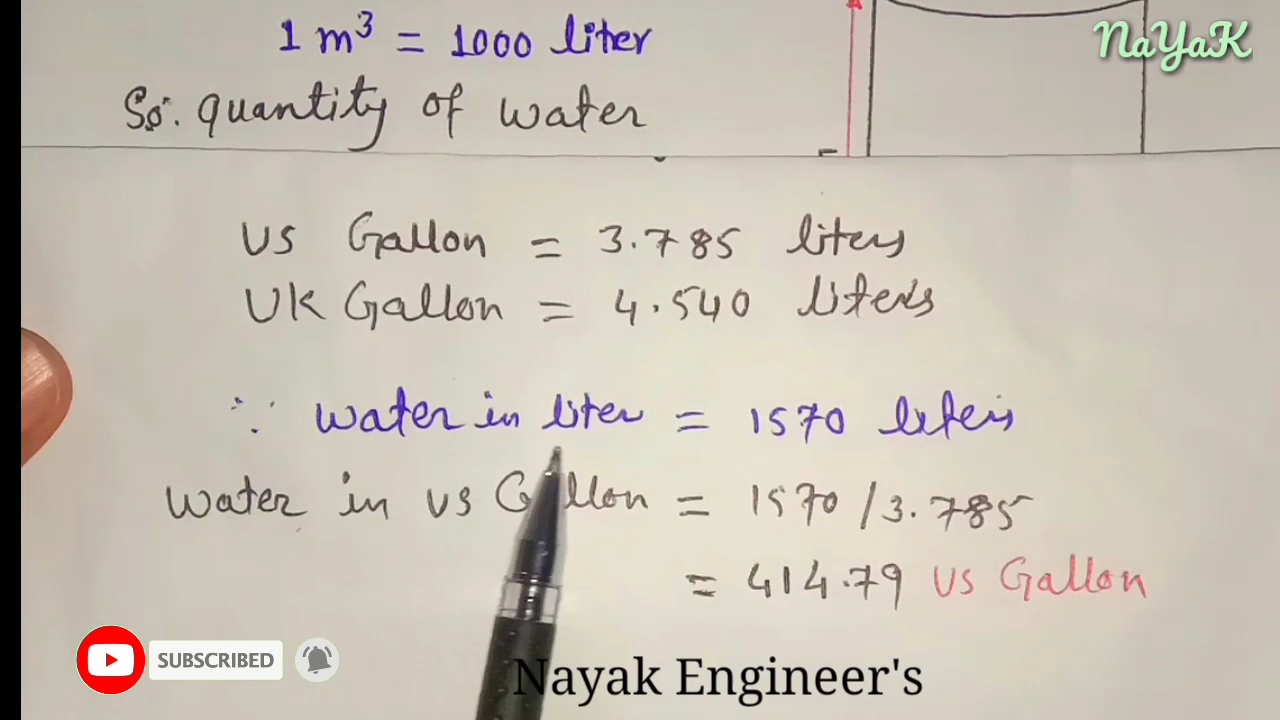 NaYaK
1 m³ = 1000 liter
So: quantity of water
US Gallon = 3.785 liters
UK Gallon = 4.540 liters
∵ water in liter = 1570 liters
Water in US Gallon = 1570 / 3.785
= 414.79 US Gallon
SUBSCRIBED
Nayak Engineer's